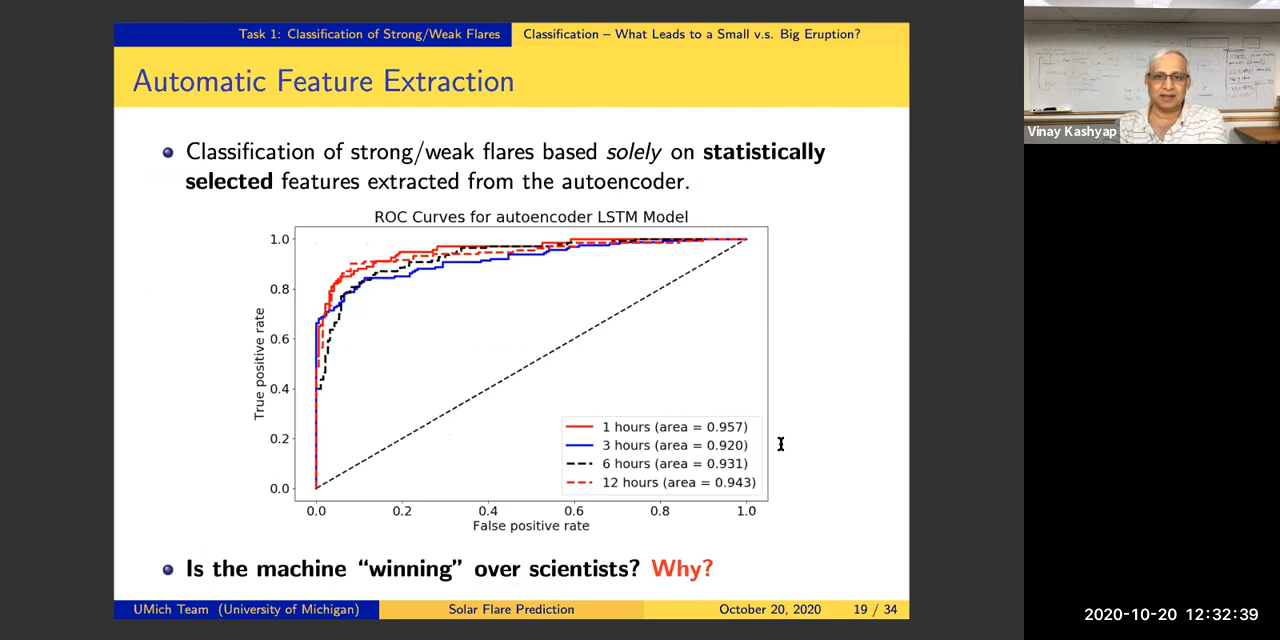 Task 1: Classification of Strong/Weak Flares
Classification – What Leads to a Small v.s. Big Eruption?
Automatic Feature Extraction
Classification of strong/weak flares based solely on statistically
selected features extracted from the autoencoder.
ROC Curves for autoencoder LSTM Model
1.0
0.8
0.6
0.4
0.2
0.0
True positive rate
1 hours (area = 0.957)
3 hours (area = 0.920)
6 hours (area = 0.931)
12 hours (area = 0.943)
0.0 0.2 0.4 0.6 0.8 1.0
False positive rate
Is the machine “winning” over scientists? Why?
UMich Team (University of Michigan)
Solar Flare Prediction
October 20, 2020
19 / 34
Vinay Kashyap
2020-10-20 12:32:39